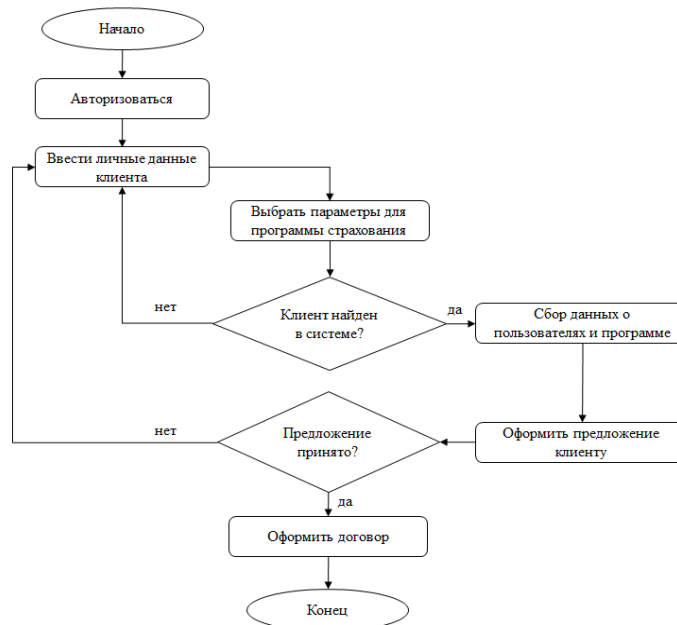 Начало
Авторизоваться
Ввести личные данные
клиента
Выбрать параметры для
программы страхования
нет
Клиент найден
в системе?
да
Сбор данных о
пользователях и программе
нет
Предложение
принято?
Оформить предложение
клиенту
да
Оформить договор
Конец